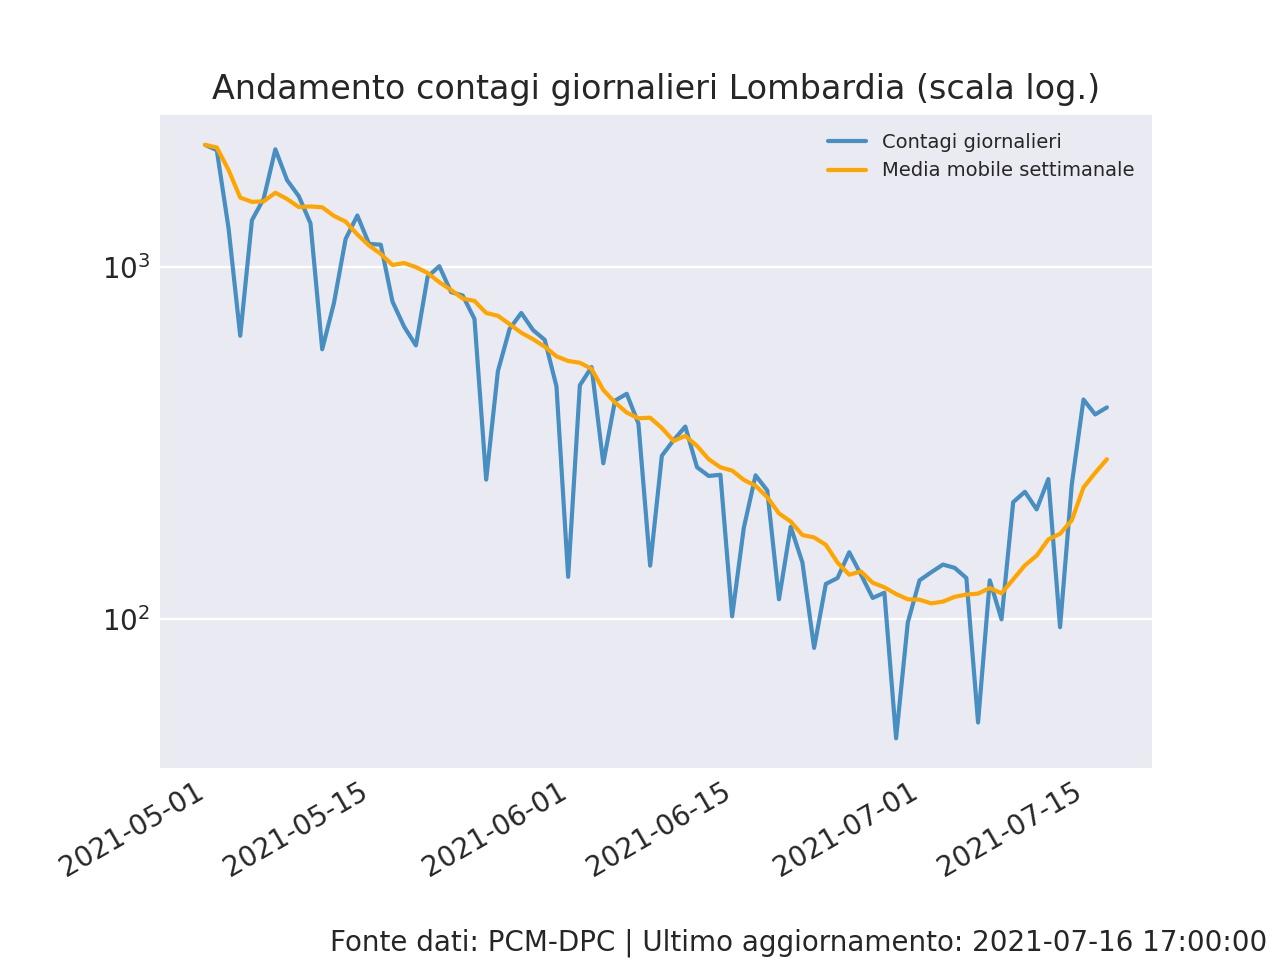 Andamento contagi giornalieri Lombardia (scala log.)
Contagi giornalieri
Media mobile settimanale
10³
10²
2021-05-01
2021-05-15
2021-06-01
2021-06-15
2021-07-01
2021-07-15
Fonte dati: PCM-DPC | Ultimo aggiornamento: 2021-07-16 17:00:00